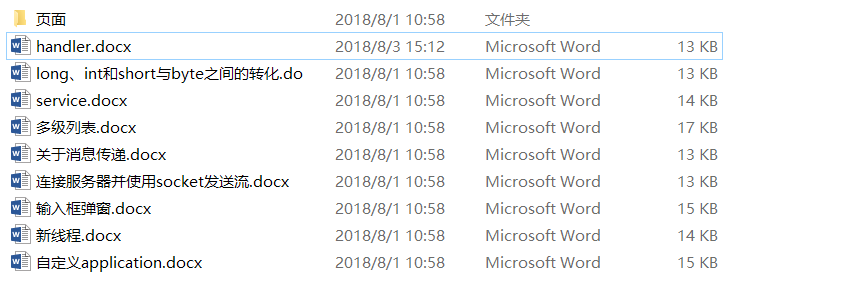 页面 2018/8/1 10:58 文件夹
handler.docx 2018/8/3 15:12 Microsoft Word 13 KB
long、int和short与byte之间的转化.do 2018/8/1 10:58 Microsoft Word 13 KB
service.docx 2018/8/1 10:58 Microsoft Word 14 KB
多级列表.docx 2018/8/1 10:58 Microsoft Word 17 KB
关于消息传递.docx 2018/8/1 10:58 Microsoft Word 13 KB
连接服务器并使用socket发送流.docx 2018/8/1 10:58 Microsoft Word 13 KB
输入框弹窗.docx 2018/8/1 10:58 Microsoft Word 15 KB
新线程.docx 2018/8/1 10:58 Microsoft Word 14 KB
自定义application.docx 2018/8/1 10:58 Microsoft Word 15 KB